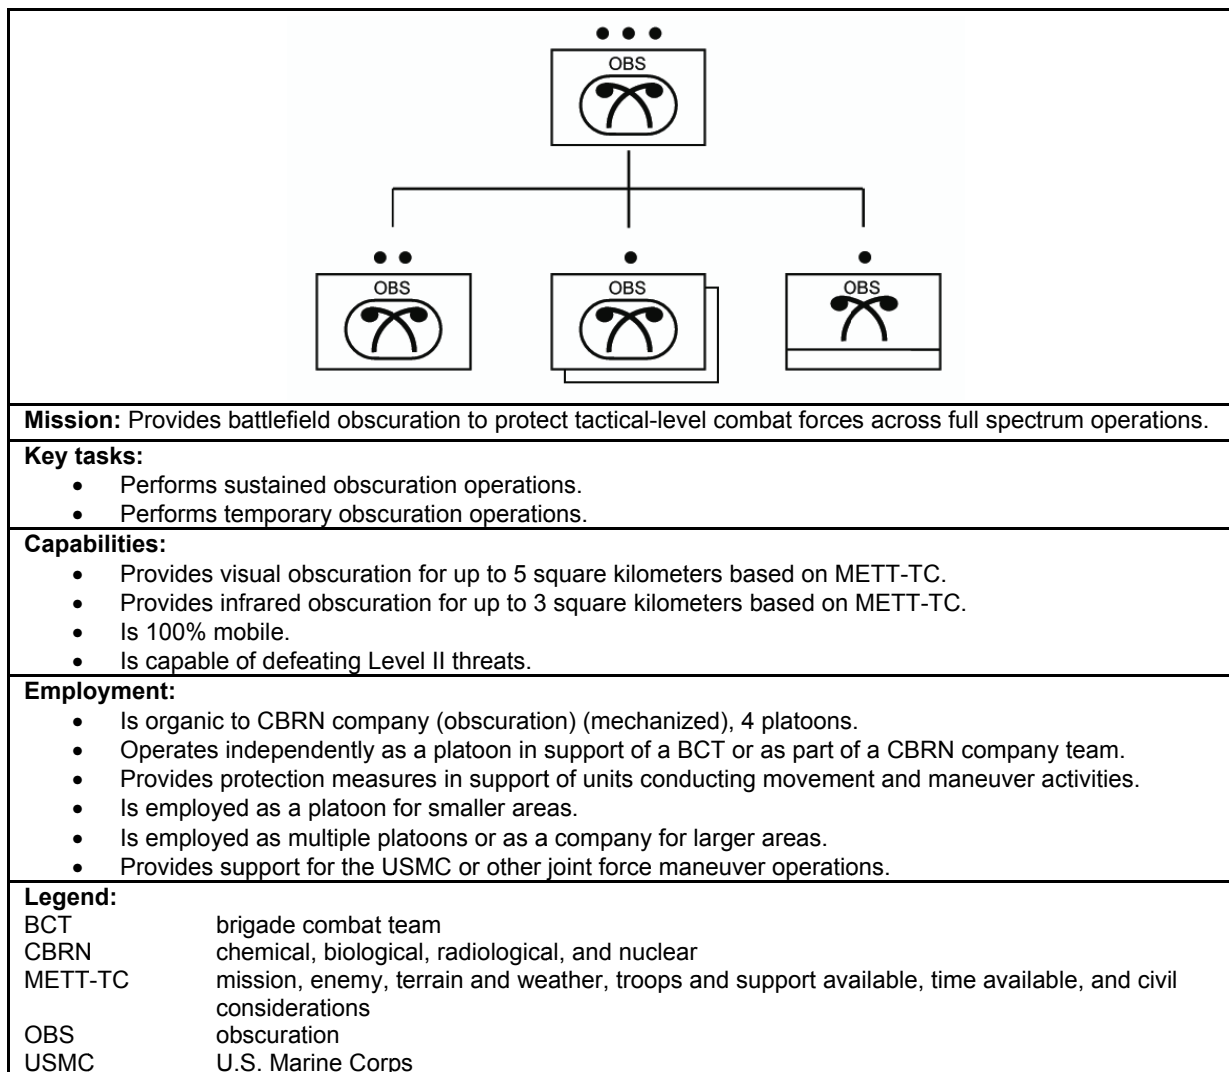 OBS
OBS
OBS
OBS
Mission: Provides battlefield obscuration to protect tactical-level combat forces across full spectrum operations.
Key tasks:
• Performs sustained obscuration operations.
• Performs temporary obscuration operations.
Capabilities:
• Provides visual obscuration for up to 5 square kilometers based on METT-TC.
• Provides infrared obscuration for up to 3 square kilometers based on METT-TC.
• Is 100% mobile.
• Is capable of defeating Level II threats.
Employment:
• Is organic to CBRN company (obscuration) (mechanized), 4 platoons.
• Operates independently as a platoon in support of a BCT or as part of a CBRN company team.
• Provides protection measures in support of units conducting movement and maneuver activities.
• Is employed as a platoon for smaller areas.
• Is employed as multiple platoons or as a company for larger areas.
• Provides support for the USMC or other joint force maneuver operations.
Legend:
BCT brigade combat team
CBRN chemical, biological, radiological, and nuclear
METT-TC mission, enemy, terrain and weather, troops and support available, time available, and civil
considerations
OBS obscuration
USMC U.S. Marine Corps